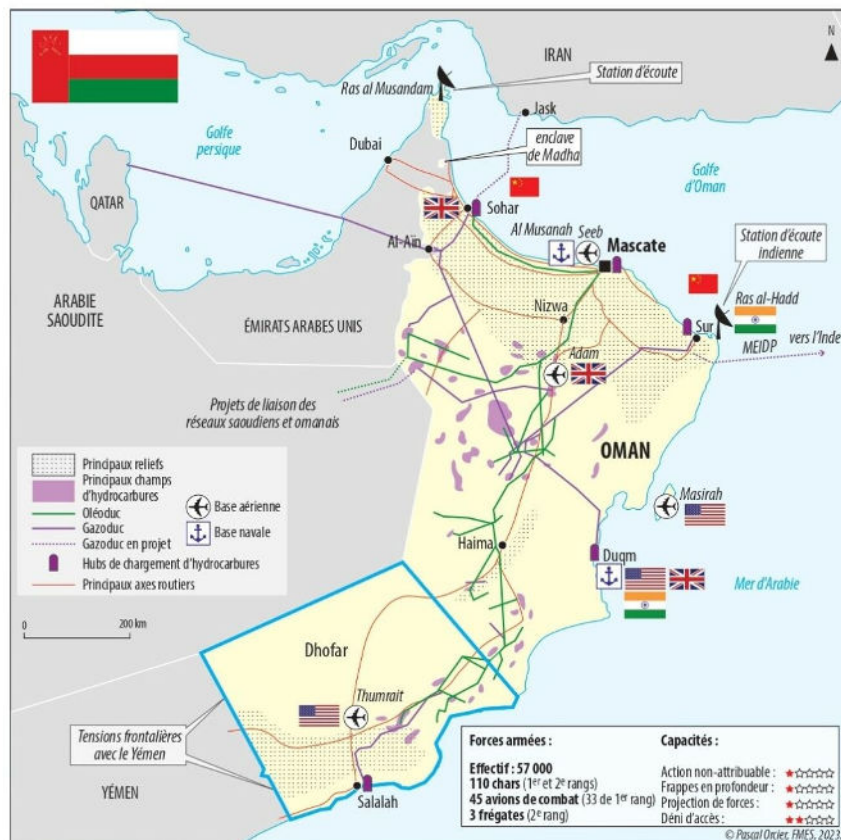 N
IRAN
Station d'écoute
Ras al Musandam
Jask
Golfe
persique
Dubai
enclave
de Madha
Golfe
d'Oman
QATAR
Sohar
Al Musanah
Seeb
Mascate
Station d'écoute
indienne
Al-Aïn
ARABIE
SAOUDITE
ÉMIRATS ARABES UNIS
Nizwa
Ras al-Hadd
Sur
MEIDP
vers l'Inde
Adam
Projets de liaison des
réseaux saoudiens et omanais
OMAN
Principaux reliefs
Principaux champs
d'hydrocarbures
Oléoduc
Gazoduc
Gazoduc en projet
Hubs de chargement d'hydrocarbures
Principaux axes routiers
Base aérienne
Base navale
Masirah
Haima
Duqm
Mer d'Arabie
0
200 km
Dhofar
Thumrait
Tensions frontalières
avec le Yémen
YÉMEN
Salalah
Forces armées :
Effectif : 57 000
110 chars (1er et 2e rangs)
45 avions de combat (33 de 1er rang)
3 frégates (2e rang)
Capacités :
Action non-attribuable :
Frappes en profondeur :
Projection de forces :
Déni d'accès :
© Pascal Orcier, FMES, 2023.